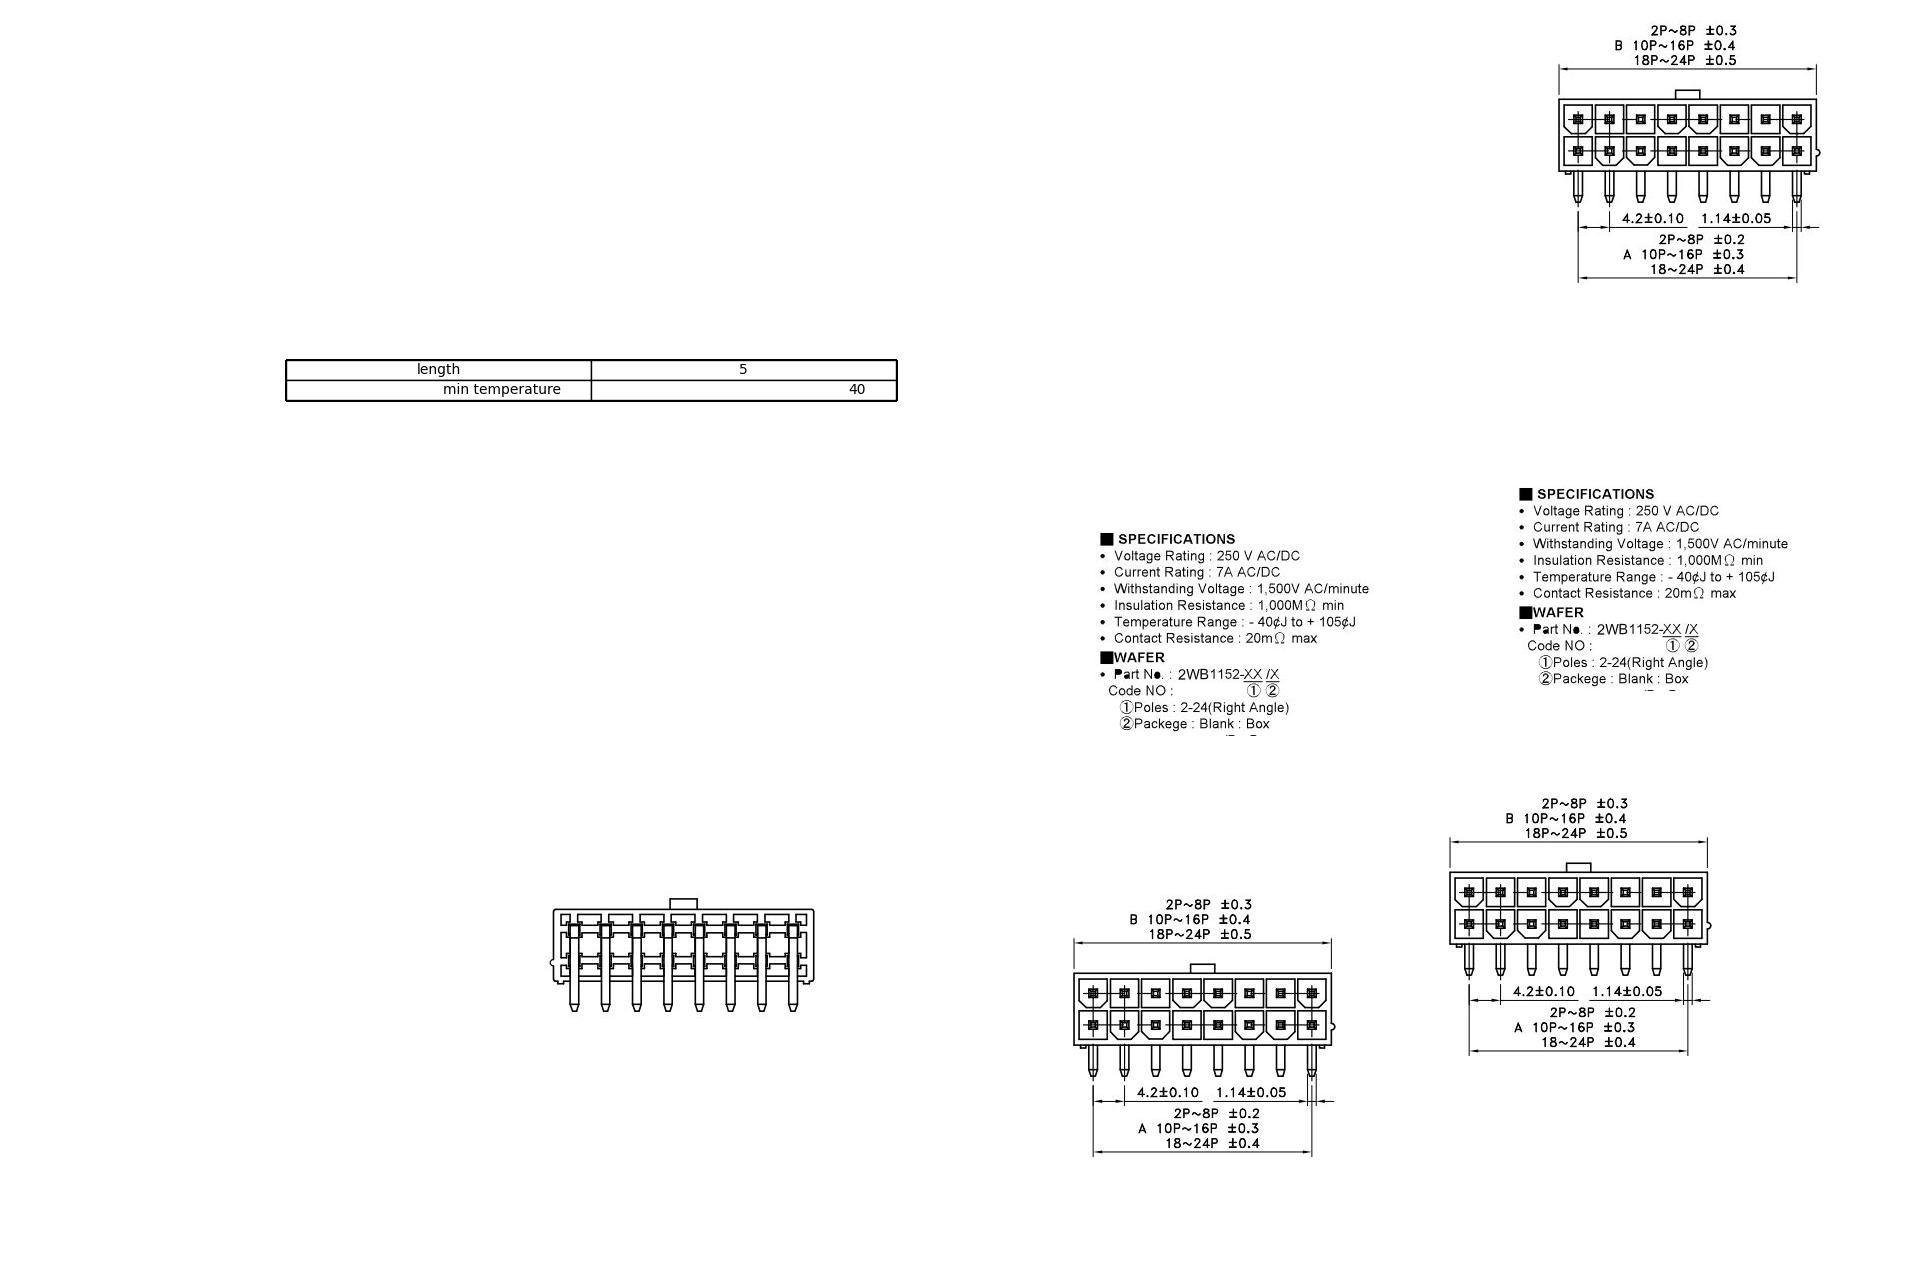 2P~8P ±0.3
B 10P~16P ±0.4
18P~24P ±0.5
4.2±0.10 1.14±0.05
2P~8P ±0.2
A 10P~16P ±0.3
18~24P ±0.4
length 5
min temperature 40
■ SPECIFICATIONS
• Voltage Rating : 250 V AC/DC
• Current Rating : 7A AC/DC
• Withstanding Voltage : 1,500V AC/minute
• Insulation Resistance : 1,000MΩ min
• Temperature Range : - 40¢J to + 105¢J
• Contact Resistance : 20mΩ max
■WAFER
• Part No. : 2WB1152-XX /X
Code NO : ① ②
①Poles : 2-24(Right Angle)
②Packege : Blank : Box
■ SPECIFICATIONS
• Voltage Rating : 250 V AC/DC
• Current Rating : 7A AC/DC
• Withstanding Voltage : 1,500V AC/minute
• Insulation Resistance : 1,000MΩ min
• Temperature Range : - 40¢J to + 105¢J
• Contact Resistance : 20mΩ max
■WAFER
• Part No. : 2WB1152-XX /X
Code NO : ① ②
①Poles : 2-24(Right Angle)
②Packege : Blank : Box
2P~8P ±0.3
B 10P~16P ±0.4
18P~24P ±0.5
4.2±0.10 1.14±0.05
2P~8P ±0.2
A 10P~16P ±0.3
18~24P ±0.4
2P~8P ±0.3
B 10P~16P ±0.4
18P~24P ±0.5
4.2±0.10 1.14±0.05
2P~8P ±0.2
A 10P~16P ±0.3
18~24P ±0.4